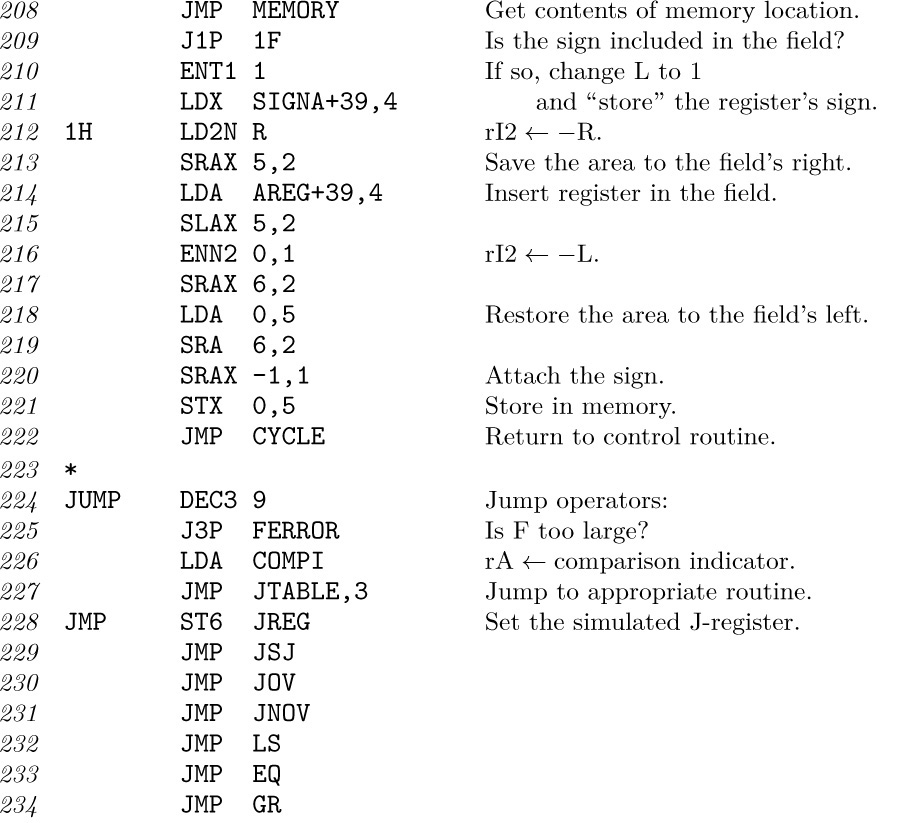 208 JMP MEMORY Get contents of memory location.
209 J1P 1F Is the sign included in the field?
210 ENT1 1 If so, change L to 1
211 LDX SIGNA+39,4 and “store” the register’s sign.
212 1H LD2N R rI2 ← −R.
213 SRAX 5,2 Save the area to the field’s right.
214 LDA AREG+39,4 Insert register in the field.
215 SLAX 5,2
216 ENN2 0,1 rI2 ← −L.
217 SRAX 6,2
218 LDA 0,5 Restore the area to the field’s left.
219 SRA 6,2
220 SRAX -1,1 Attach the sign.
221 STX 0,5 Store in memory.
222 JMP CYCLE Return to control routine.
223 *
224 JUMP DEC3 9 Jump operators:
225 J3P FERROR Is F too large?
226 LDA COMPI rA ← comparison indicator.
227 JMP JTABLE,3 Jump to appropriate routine.
228 JMP ST6 JREG Set the simulated J-register.
229 JMP JSJ
230 JMP JOV
231 JMP JNOV
232 JMP LS
233 JMP EQ
234 JMP GR